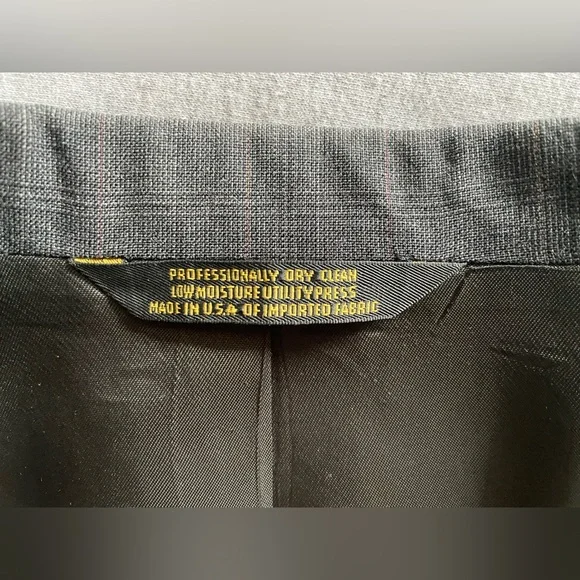 PROFESSIONALLY DRY CLEAN
LOW MOISTURE UTILITY PRESS
MADE IN U.S.A OF IMPORTED FABRIC